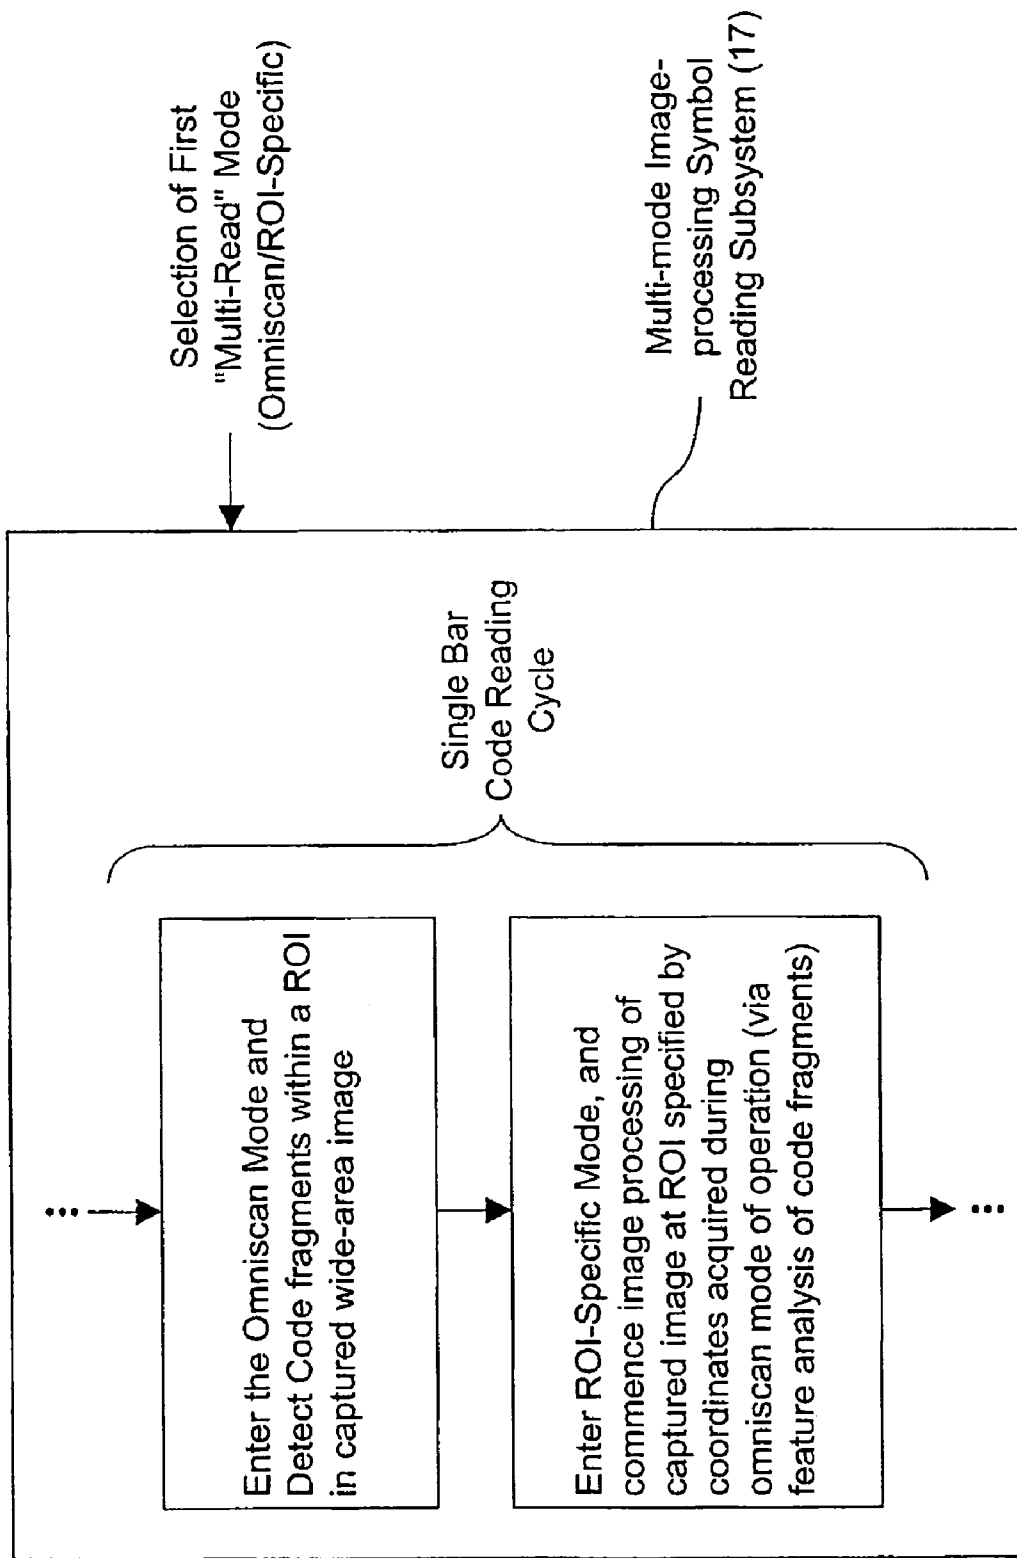 Selection of First
"Multi-Read" Mode
(Omniscan/ROI-Specific)
Multi-mode Image-
processing Symbol
Reading Subsystem (17)
Single Bar
Code Reading
Cycle
Enter the Omniscan Mode and
Detect Code fragments within a ROI
in captured wide-area image
Enter ROI-Specific Mode, and
commence image processing of
captured image at ROI specified by
coordinates acquired during
omniscan mode of operation (via
feature analysis of code fragments)